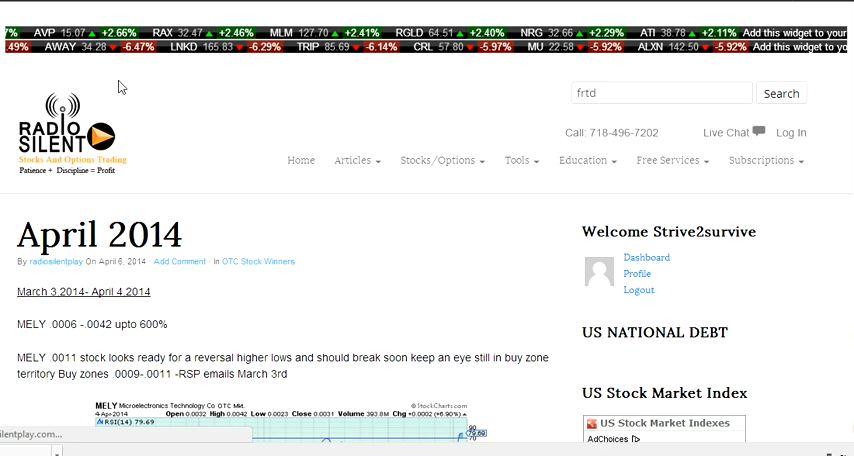 7% AVP 15.07 +2.66% RAX 32.47 +2.46% MLM 127.70 +2.41% RGLD 64.51 +2.40% NRG 32.66 +2.29% ATI 38.78 +2.11% Add this widget to your
.49% AWAY 34.28 -6.47% LNKD 165.83 -6.29% TRIP 85.69 -6.14% CRL 57.80 -5.97% MU 22.58 -5.92% ALXN 142.50 -5.92% Add this widget to yo
frtd Search
RADIO
SILENT
Stocks And Options Trading
Patience + Discipline = Profit
Call: 718-496-7202 Live Chat Log In
Home Articles Stocks/Options Tools Education Free Services Subscriptions
April 2014
By radiosilentplay On April 6, 2014 · Add Comment · In OTC Stock Winners
March 3,2014- April 4,2014
MELY .0006 -.0042 upto 600%
MELY .0011 stock looks ready for a reversal higher lows and should break soon keep an eye still in buy zone
territory Buy zones .0009-.0011 -RSP emails March 3rd
MELY Microelectronics Technology Co OTC Mkt. © StockCharts.com
4-Apr-2014 Open 0.0032 High 0.0042 Low 0.0023 Close 0.0031 Volume 393.8M Chg +0.0002 (+6.90%)
RSI(14) 79.69
90
79.69
70
silentplay.com...
Welcome Strive2survive
Dashboard
Profile
Logout
US NATIONAL DEBT
US Stock Market Index
US Stock Market Indexes
AdChoices